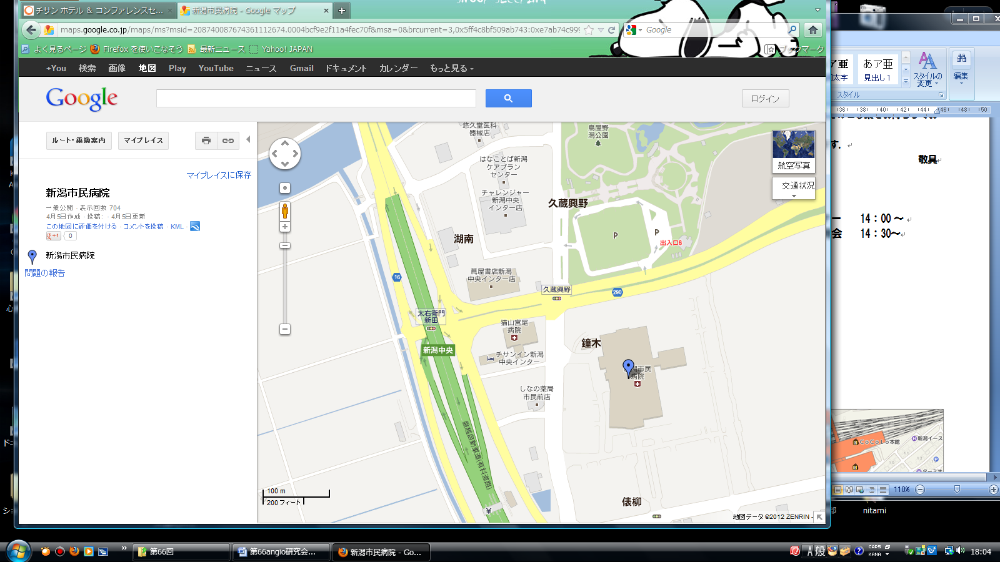 チサン ホテル ＆ コンファレンスセ...
新潟市民病院 - Google マップ
maps.google.co.jp/maps/ms?msid=208740087674361112674.0004bcf9e2f11a4fec70f&msa=0&brcurrent=3,0x5ff4c8bf509ab743:0xe7ab74c999
Google
よく見るページ
Firefox を使いこなそう
最新ニュース
Yahoo! JAPAN
ブックマーク
+You 検索 画像 地図 Play YouTube ニュース Gmail ドキュメント カレンダー もっと見る
Google
ログイン
ルート・乗換案内
マイプレイス
マイプレイスに保存
新潟市民病院
一般公開 - 表示回数 704
4月5日作成 - 投稿: - 4月5日更新
この地図に評価を付ける - コメントを投稿 - KML -
+1 0
新潟市民病院
問題の報告
悠久堂医科
器械店
鳥屋野
潟公園
はなことば新潟
ケアプラン
センター
チャレンジャー
新潟中央
インター店
久蔵興野
湖南
P
P
出入口6
蔦屋書店新潟
中央インター店
16
久蔵興野
290
太右衛門
新田
猫山宮尾
病院
新潟中央
鐘木
チサンイン新潟
中央インター
新潟市民
病院
しなの薬局
市民前店
磐越自動車道(有料道路)
¥
俵柳
100 m
200 フィート
航空写真
交通状況
地図データ ©2012 ZENRIN -
あア亜
見出し 1
スタイルの
変更
編集
スタイル
す．
敬具
14：00～
会 14：30～
CoCoLo本館
新潟イース
ターミナ
110%
nitami
第66回
第66angio研究会...
新潟市民病院 - Go...
A 般
CAPS
KANA
18:04